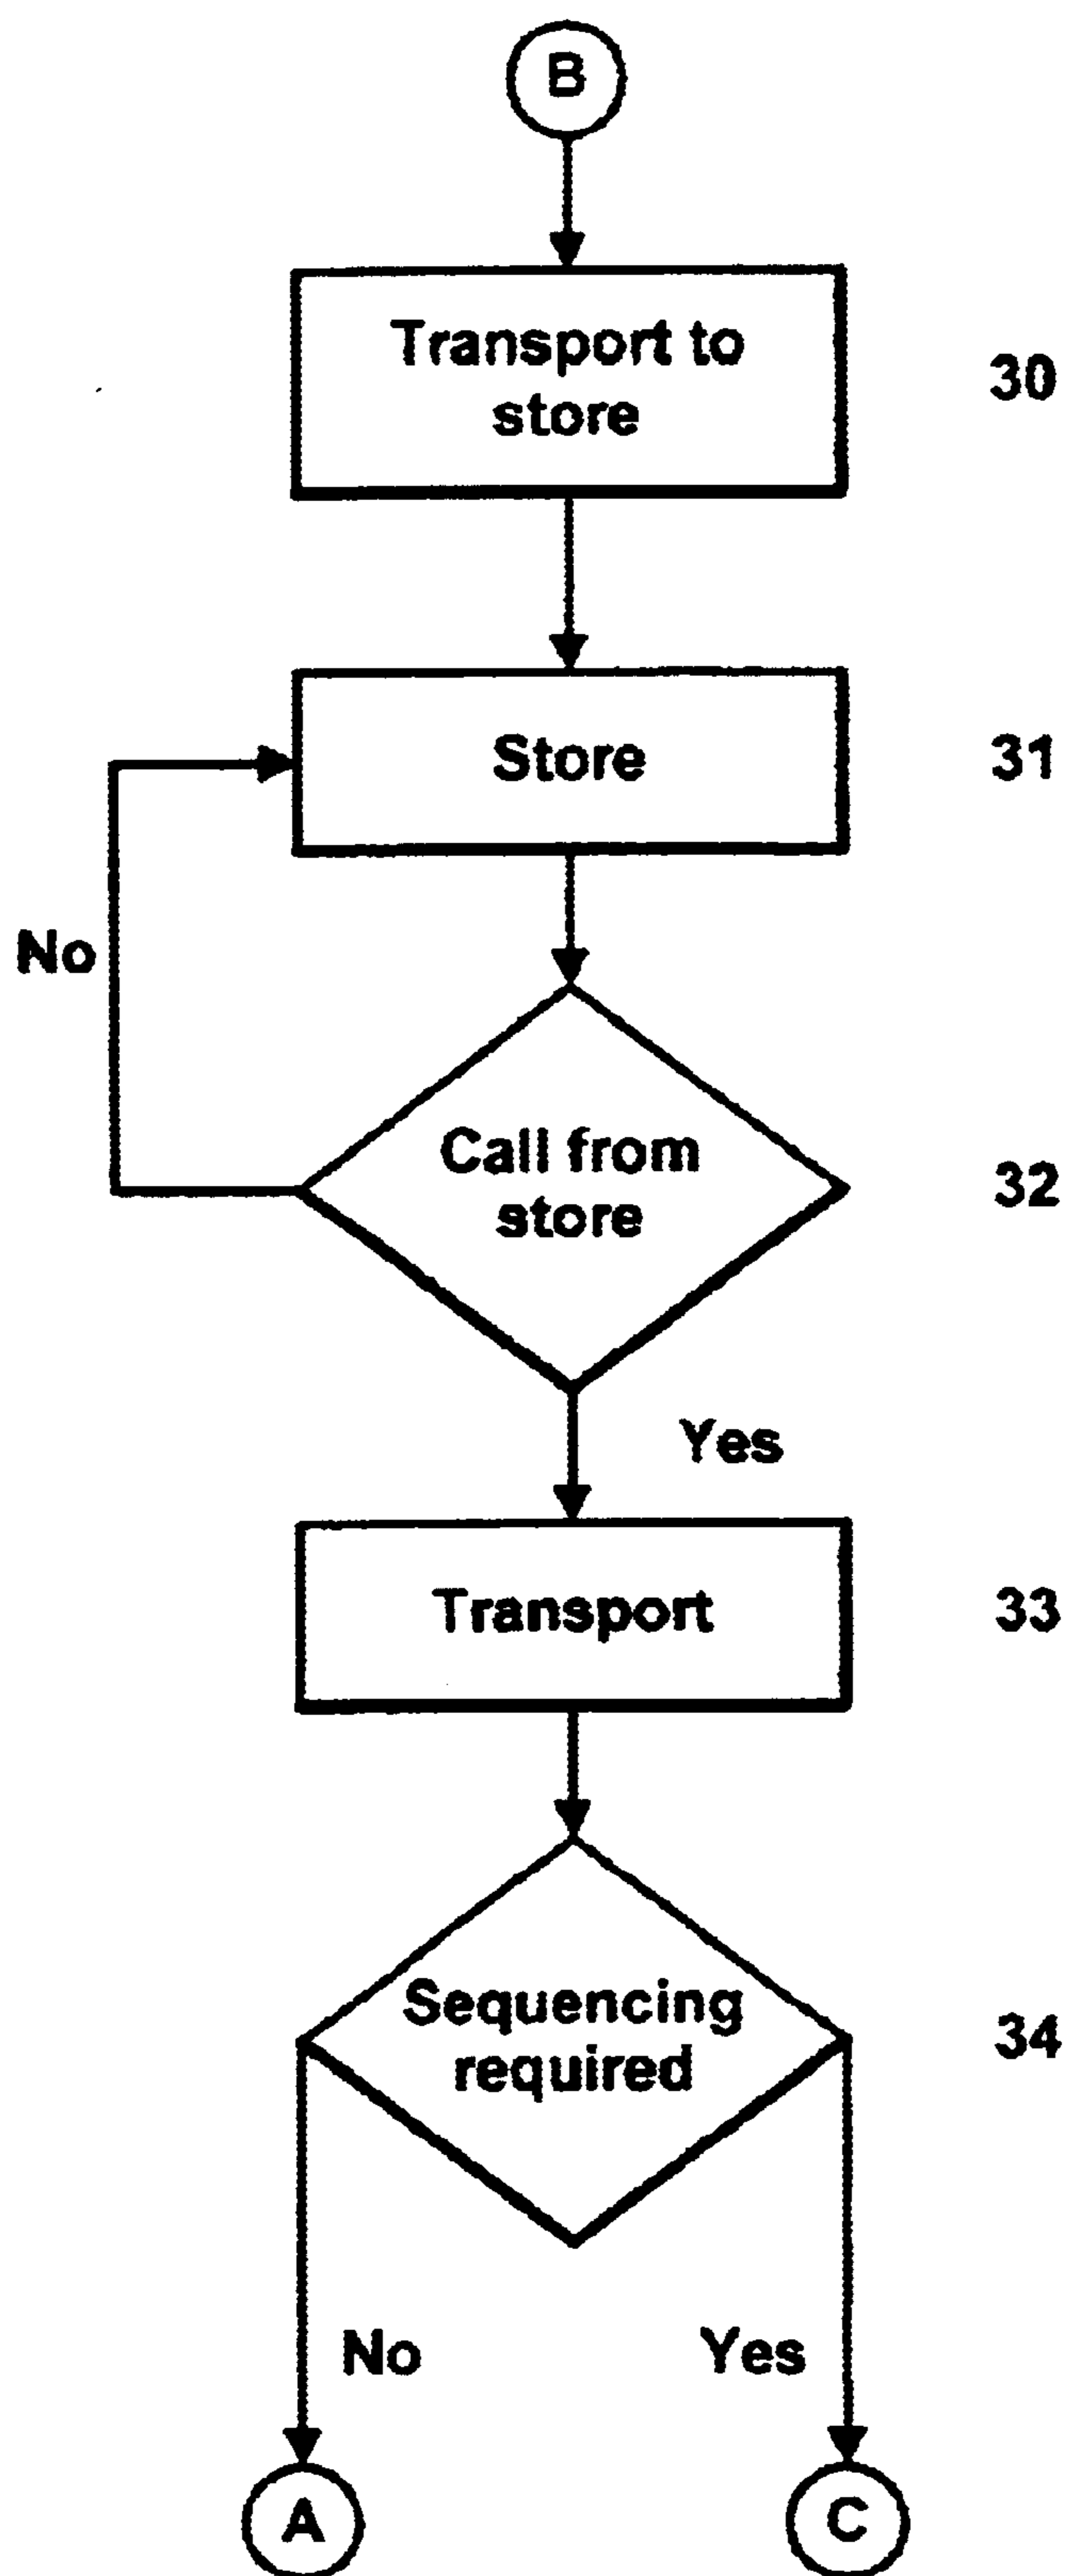 B
Transport to
store
30
Store
31
No
Call from
store
32
Yes
Transport
33
Sequencing
required
34
No
Yes
A
C